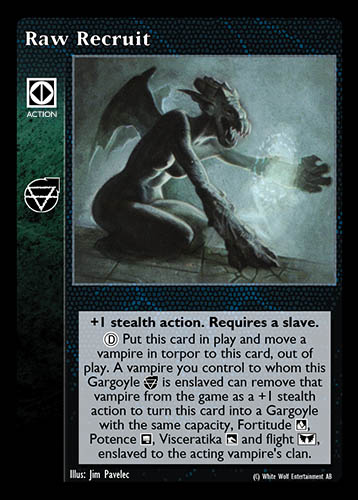 Raw Recruit
ACTION
+1 stealth action. Requires a slave.
D Put this card in play and move a
vampire in torpor to this card, out of
play. A vampire you control to whom this
Gargoyle is enslaved can remove that
vampire from the game as a +1 stealth
action to turn this card into a Gargoyle
with the same capacity, Fortitude ,
Potence , Visceratika and flight ,
enslaved to the acting vampire's clan.
Illus: Jim Pavelec (C) White Wolf Entertainment AB